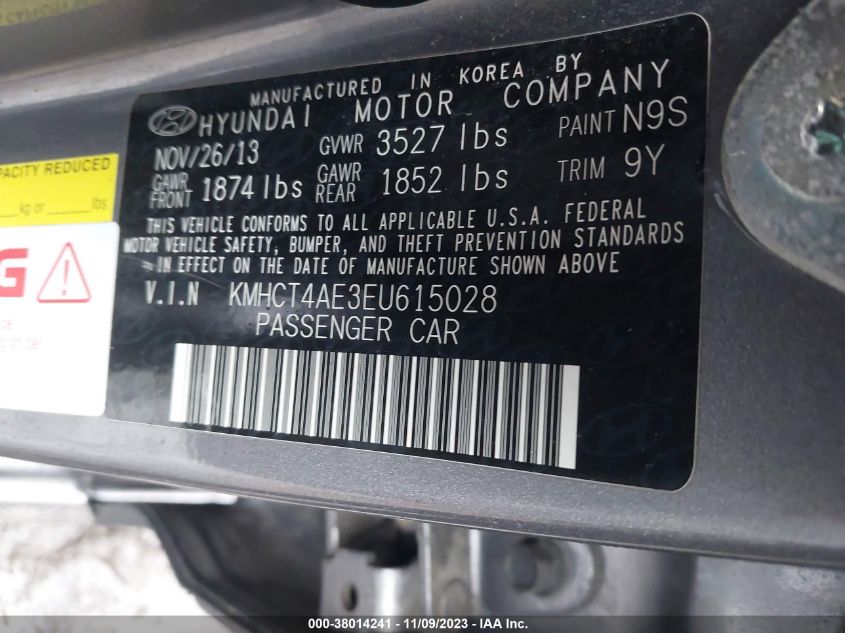 MANUFACTURED IN KOREA BY
HYUNDAI MOTOR COMPANY
NOV/26/13 GVWR 3527 lbs PAINT N9S
GAWR FRONT 1874 lbs GAWR REAR 1852 lbs TRIM 9Y
THIS VEHICLE CONFORMS TO ALL APPLICABLE U.S.A. FEDERAL
MOTOR VEHICLE SAFETY, BUMPER, AND THEFT PREVENTION STANDARDS
IN EFFECT ON THE DATE OF MANUFACTURE SHOWN ABOVE
V.I.N KMHCT4AE3EU615028
PASSENGER CAR
PACITY REDUCED
kg or lbs
G
on car
000-38014241 - 11/09/2023 - IAA Inc.